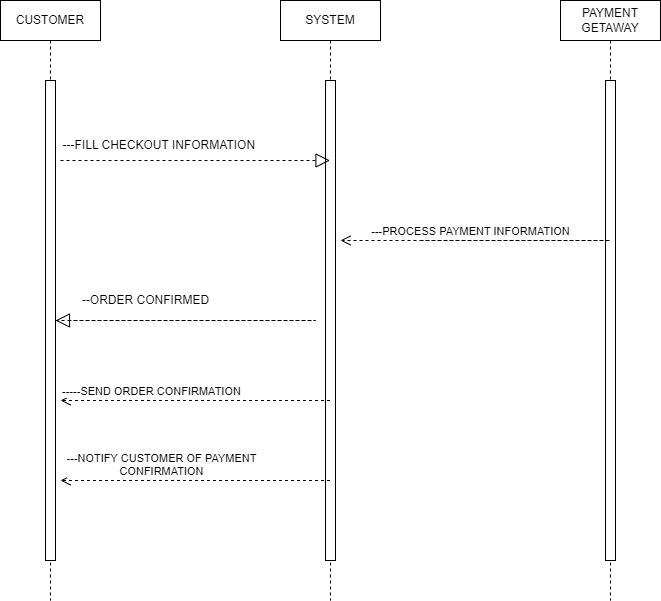 CUSTOMER
SYSTEM
PAYMENT
GETAWAY
---FILL CHECKOUT INFORMATION
---PROCESS PAYMENT INFORMATION
--ORDER CONFIRMED
-----SEND ORDER CONFIRMATION
---NOTIFY CUSTOMER OF PAYMENT
CONFIRMATION